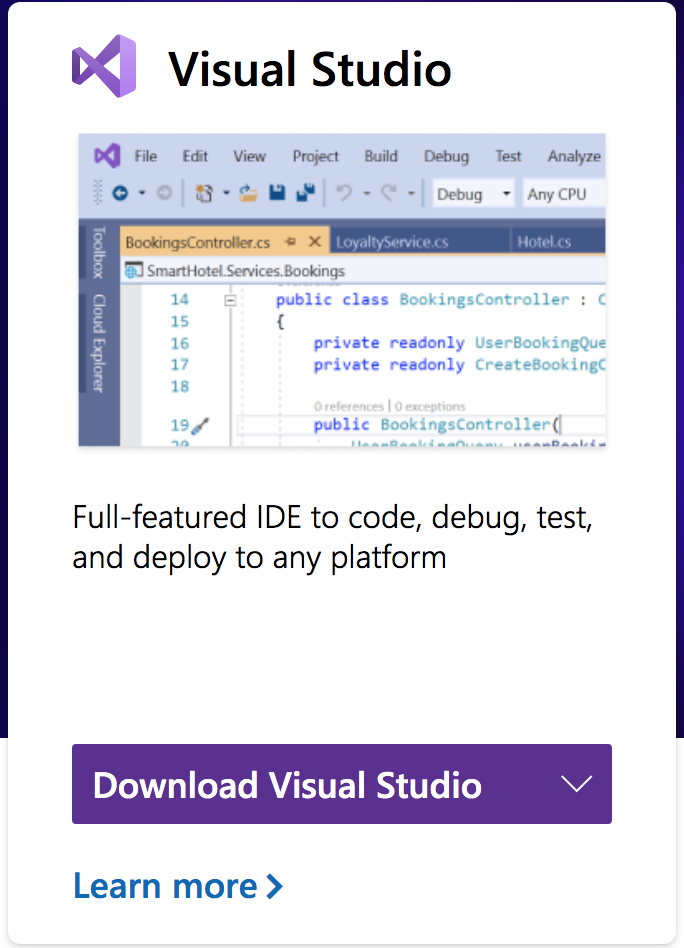 Visual Studio
File Edit View Project Build Debug Test Analyze
Debug Any CPU
Toolbox
Cloud Explorer
BookingsController.cs LoyaltyService.cs Hotel.cs
SmartHotel.Services.Bookings
14 public class BookingsController : C
15 {
16 private readonly UserBookingQue
17 private readonly CreateBookingC
18
0 references | 0 exceptions
19 public BookingsController(
20 UserBookingQuery userBookin
Full-featured IDE to code, debug, test,
and deploy to any platform
Download Visual Studio
Learn more